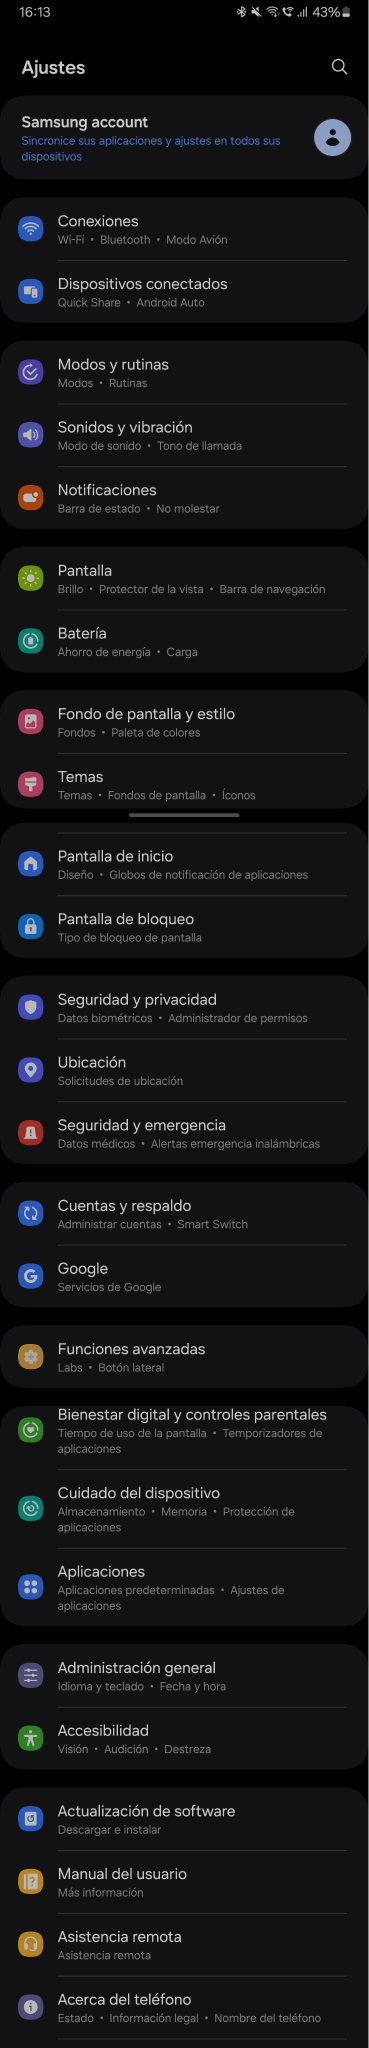 16:13
43%
Ajustes
Samsung account
Sincronice sus aplicaciones y ajustes en todos sus
dispositivos
Conexiones
Wi-Fi • Bluetooth • Modo Avión
Dispositivos conectados
Quick Share • Android Auto
Modos y rutinas
Modos • Rutinas
Sonidos y vibración
Modo de sonido • Tono de llamada
Notificaciones
Barra de estado • No molestar
Pantalla
Brillo • Protector de la vista • Barra de navegación
Batería
Ahorro de energía • Carga
Fondo de pantalla y estilo
Fondos • Paleta de colores
Temas
Temas • Fondos de pantalla • Íconos
Pantalla de inicio
Diseño • Globos de notificación de aplicaciones
Pantalla de bloqueo
Tipo de bloqueo de pantalla
Seguridad y privacidad
Datos biométricos • Administrador de permisos
Ubicación
Solicitudes de ubicación
Seguridad y emergencia
Datos médicos • Alertas emergencia inalámbricas
Cuentas y respaldo
Administrar cuentas • Smart Switch
Google
Servicios de Google
Funciones avanzadas
Labs • Botón lateral
Bienestar digital y controles parentales
Tiempo de uso de la pantalla • Temporizadores de
aplicaciones
Cuidado del dispositivo
Almacenamiento • Memoria • Protección de
aplicaciones
Aplicaciones
Aplicaciones predeterminadas • Ajustes de
aplicaciones
Administración general
Idioma y teclado • Fecha y hora
Accesibilidad
Visión • Audición • Destreza
Actualización de software
Descargar e instalar
Manual del usuario
Más información
Asistencia remota
Asistencia remota
Acerca del teléfono
Estado • Información legal • Nombre del teléfono